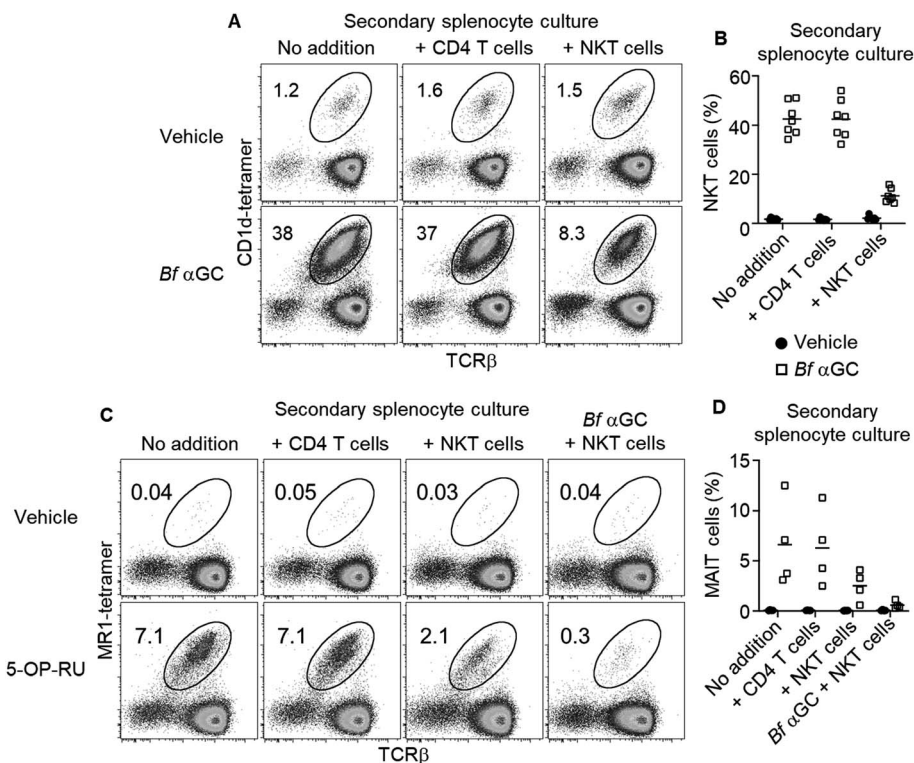 A
Secondary splenocyte culture
No addition
+ CD4 T cells
+ NKT cells
Vehicle
1.2
1.6
1.5
Bf αGC
38
37
8.3
CD1d-tetramer
TCRβ
B
Secondary
splenocyte culture
NKT cells (%)
60
40
20
0
No addition
+ CD4 T cells
+ NKT cells
Vehicle
Bf αGC
C
Secondary splenocyte culture
No addition
+ CD4 T cells
+ NKT cells
Bf αGC
+ NKT cells
Vehicle
0.04
0.05
0.03
0.04
5-OP-RU
7.1
7.1
2.1
0.3
MR1-tetramer
TCRβ
D
Secondary
splenocyte culture
MAIT cells (%)
15
10
5
0
No addition
+ CD4 T cells
+ NKT cells
Bf αGC + NKT cells